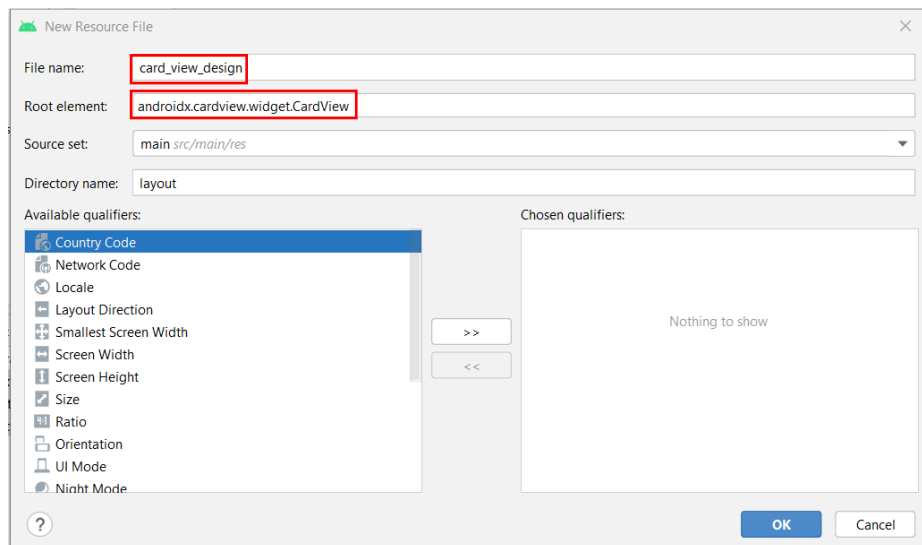 New Resource File
File name: card_view_design
Root element: androidx.cardview.widget.CardView
Source set: main src/main/res
Directory name: layout
Available qualifiers: Chosen qualifiers:
Country Code
Network Code
Locale
Layout Direction
Smallest Screen Width
Screen Width
Screen Height
Size
Ratio
Orientation
UI Mode
Night Mode
>>
<<
Nothing to show
?
OK Cancel